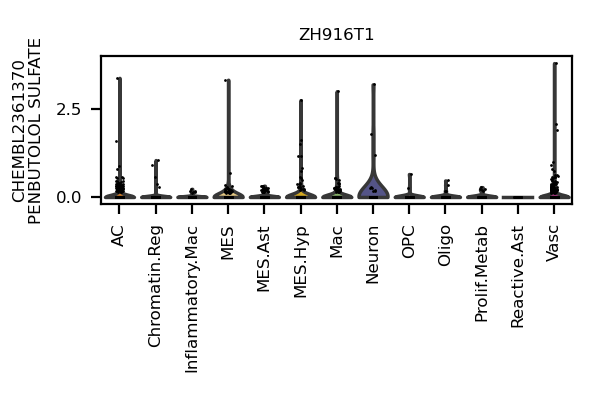 ZH916T1
CHEMBL2361370
PENBUTOLOL SULFATE
2.5
0.0
AC
Chromatin.Reg
Inflammatory.Mac
MES
MES.Ast
MES.Hyp
Mac
Neuron
OPC
Oligo
Prolif.Metab
Reactive.Ast
Vasc